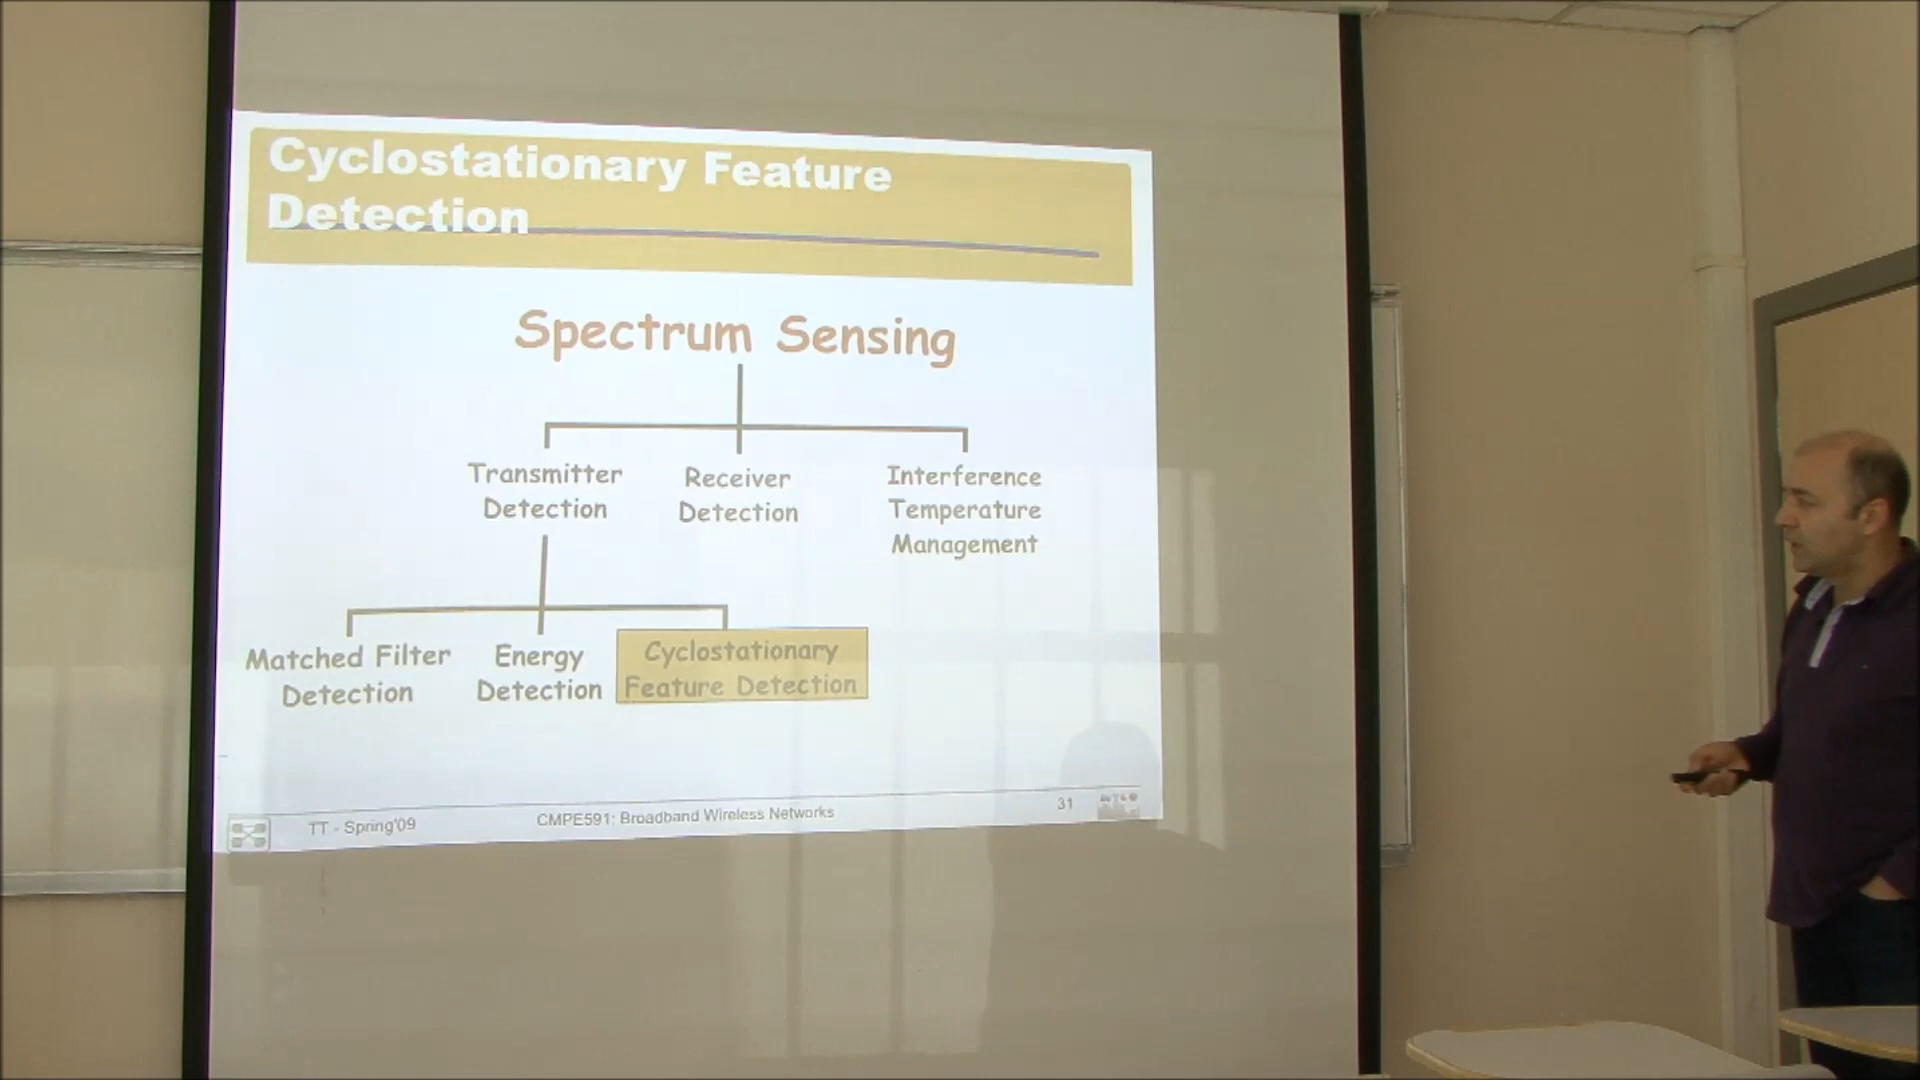 Cyclostationary Feature
Detection
Spectrum Sensing
Transmitter
Detection
Receiver
Detection
Interference
Temperature
Management
Matched Filter
Detection
Energy
Detection
Cyclostationary
Feature Detection
TT - Spring'09
CMPE591: Broadband Wireless Networks
31